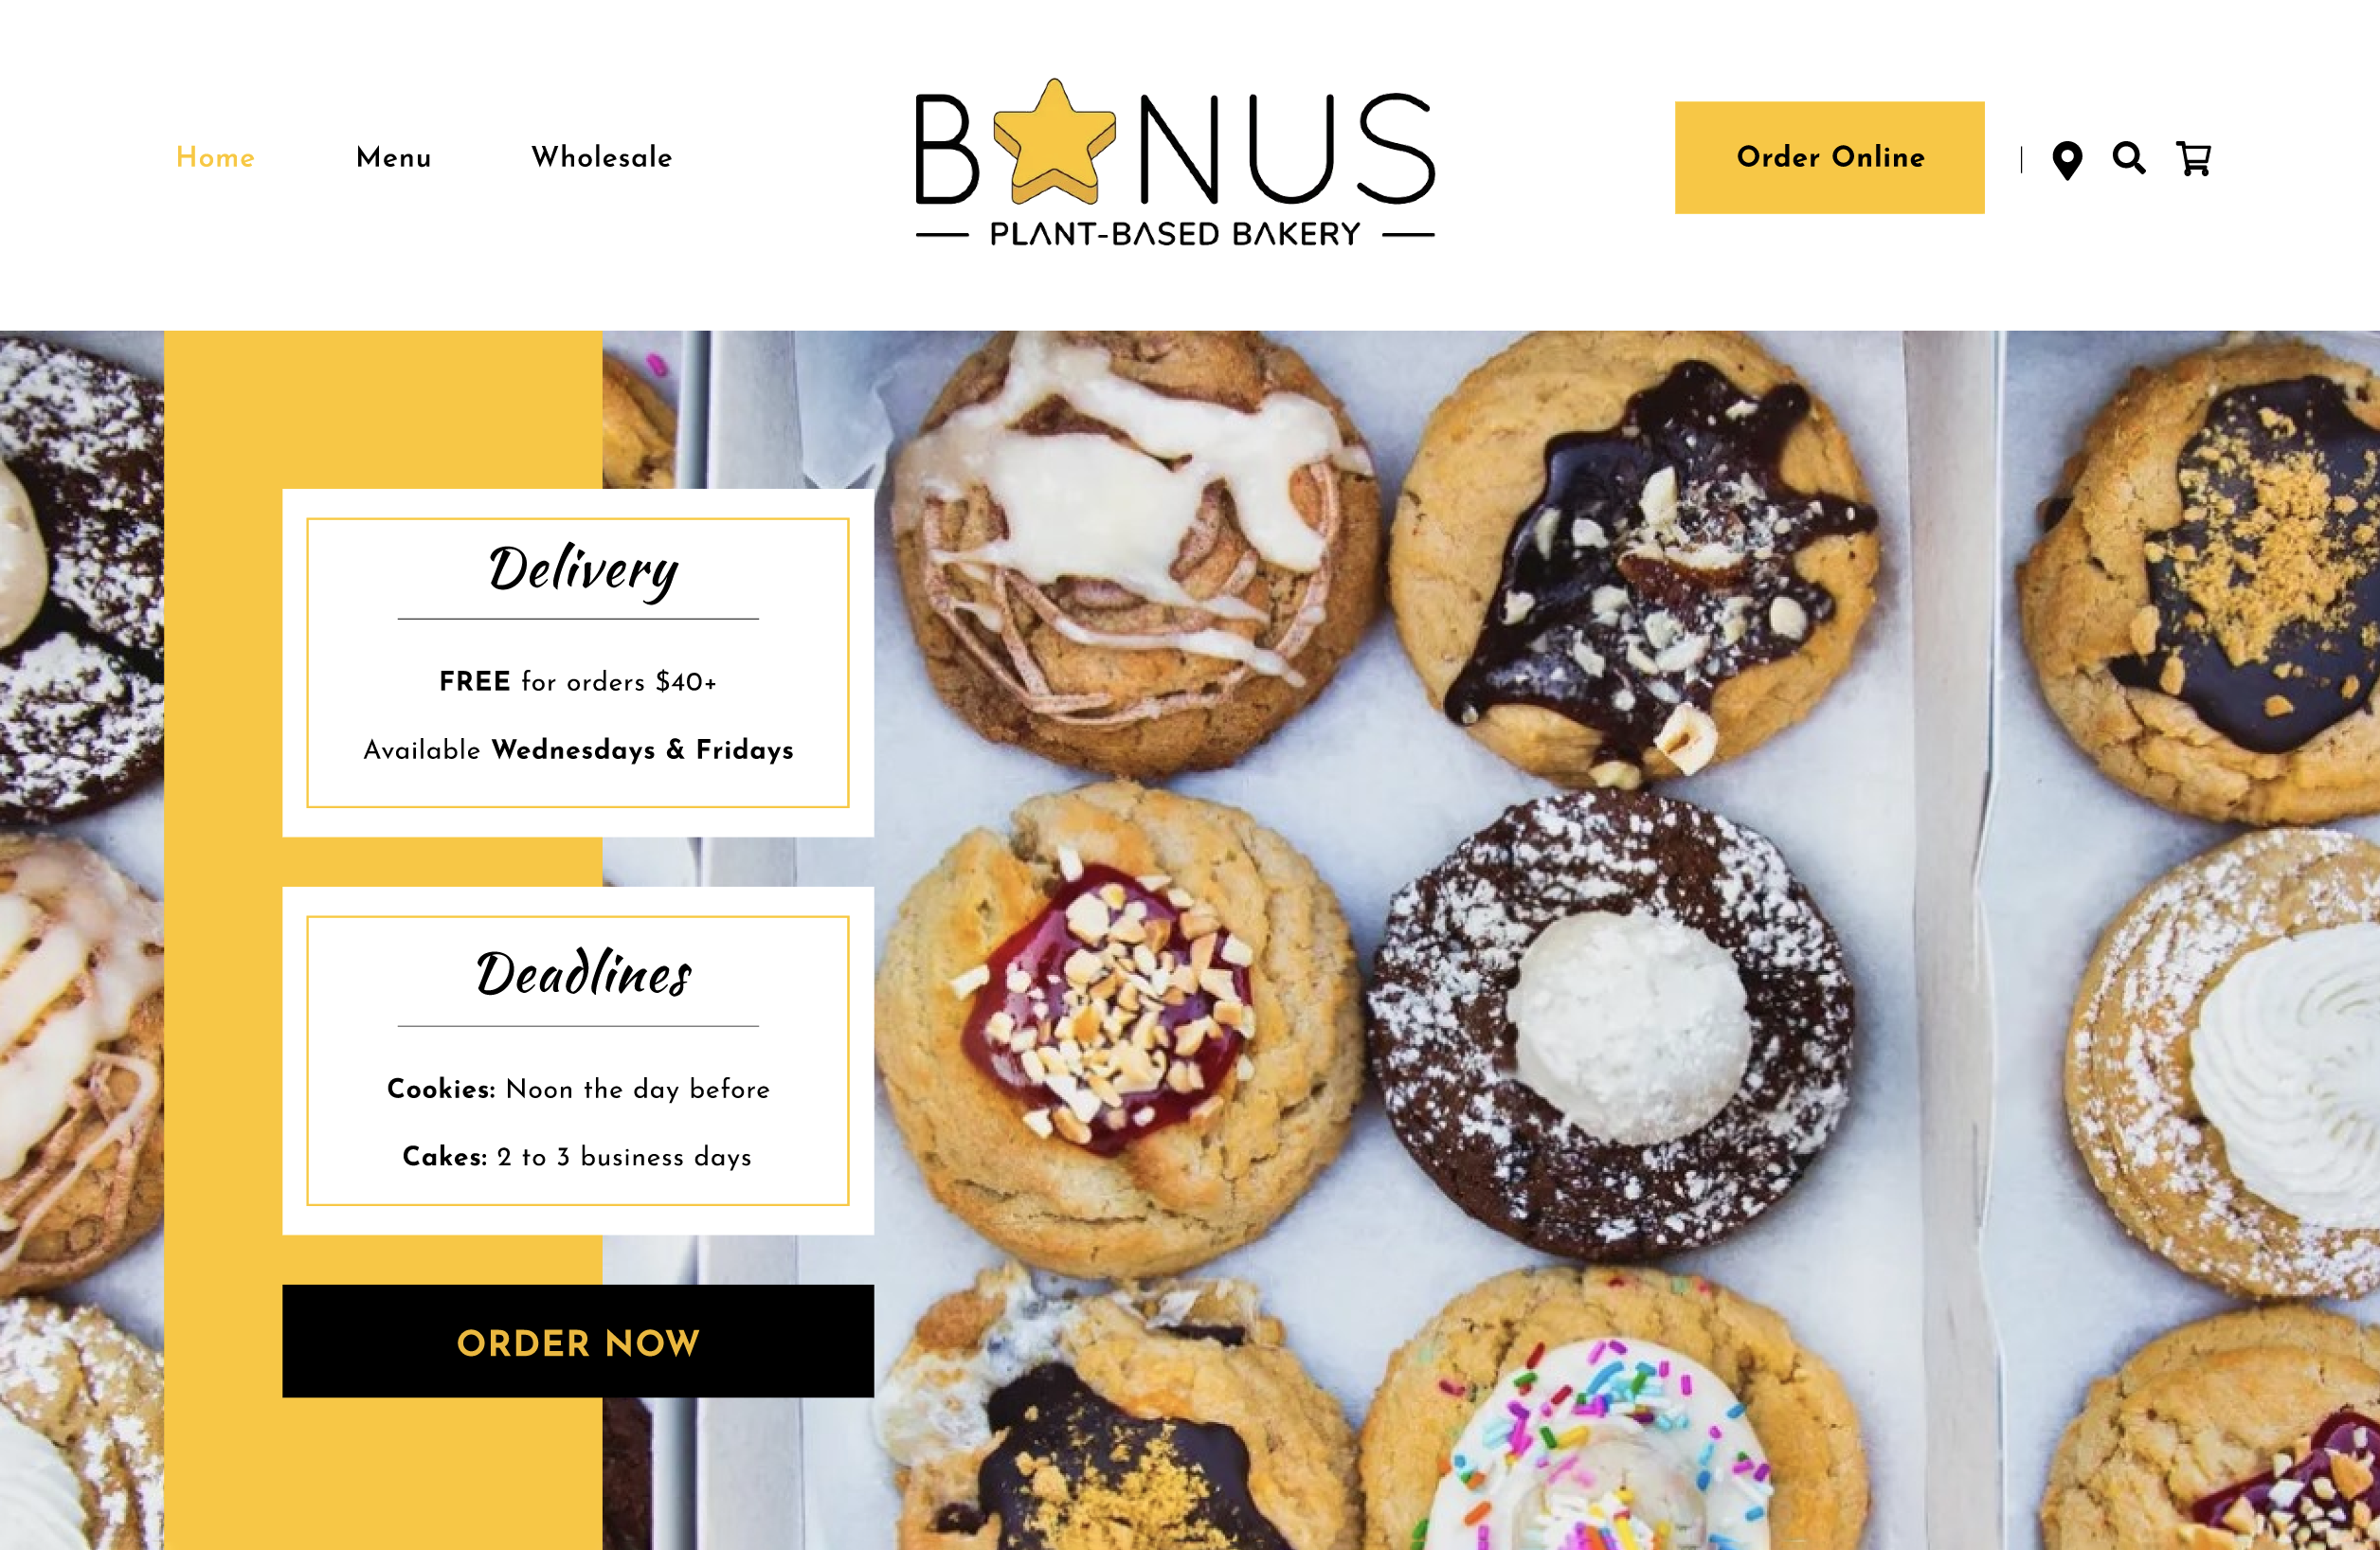 Home
Menu
Wholesale
BONUS
PLANT-BASED BAKERY
Order Online
Delivery
FREE for orders $40+
Available Wednesdays & Fridays
Deadlines
Cookies: Noon the day before
Cakes: 2 to 3 business days
ORDER NOW